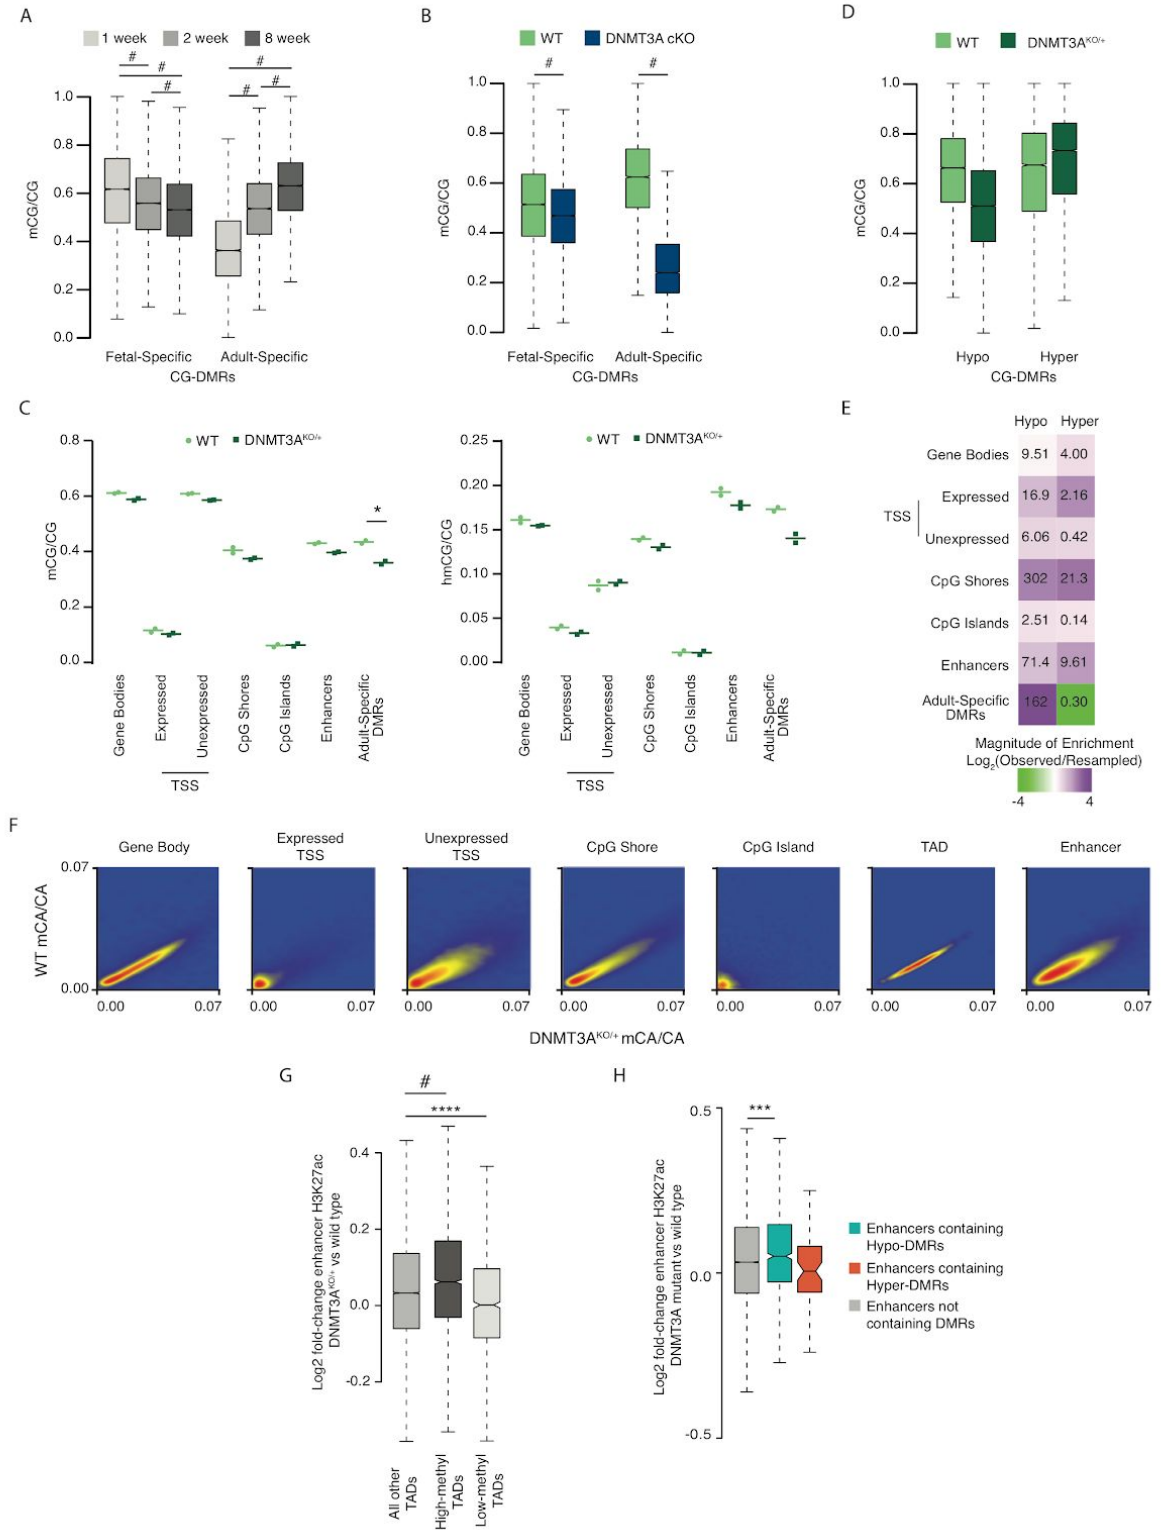 A
1 week 2 week 8 week
# # # # # #
mCG/CG
1.0
0.8
0.6
0.4
0.2
0.0
Fetal-Specific Adult-Specific
CG-DMRs
B
WT DNMT3A cKO
# #
mCG/CG
1.0
0.8
0.6
0.4
0.2
0.0
Fetal-Specific Adult-Specific
CG-DMRs
D
WT DNMT3AKO/+
mCG/CG
1.0
0.8
0.6
0.4
0.2
0.0
Hypo Hyper
CG-DMRs
C
WT DNMT3AKO/+
mCG/CG
0.8
0.6
0.4
0.2
0.0
*
Gene Bodies
Expressed
Unexpressed
CpG Shores
CpG Islands
Enhancers
Adult-Specific
DMRs
TSS
WT DNMT3AKO/+
hmCG/CG
0.25
0.20
0.15
0.10
0.05
0.00
Gene Bodies
Expressed
Unexpressed
CpG Shores
CpG Islands
Enhancers
Adult-Specific
DMRs
TSS
E
Hypo Hyper
Gene Bodies 9.51 4.00
Expressed 16.9 2.16
TSS
Unexpressed 6.06 0.42
CpG Shores 302 21.3
CpG Islands 2.51 0.14
Enhancers 71.4 9.61
Adult-Specific
DMRs 162 0.30
Magnitude of Enrichment
Log2(Observed/Resampled)
-4 4
F
Gene Body
Expressed
TSS
Unexpressed
TSS
CpG Shore
CpG Island
TAD
Enhancer
WT mCA/CA
0.07
0.00
0.00 0.07
0.00 0.07
0.00 0.07
0.00 0.07
0.00 0.07
0.00 0.07
0.00 0.07
DNMT3AKO/+ mCA/CA
G
#
****
Log2 fold-change enhancer H3K27ac
DNMT3AKO/+ vs wild type
0.4
0.2
0.0
-0.2
All other
TADs
High-methyl
TADs
Low-methyl
TADs
H
***
Log2 fold-change enhancer H3K27ac
DNMT3A mutant vs wild type
0.5
0.0
-0.5
Enhancers containing
Hypo-DMRs
Enhancers containing
Hyper-DMRs
Enhancers not
containing DMRs